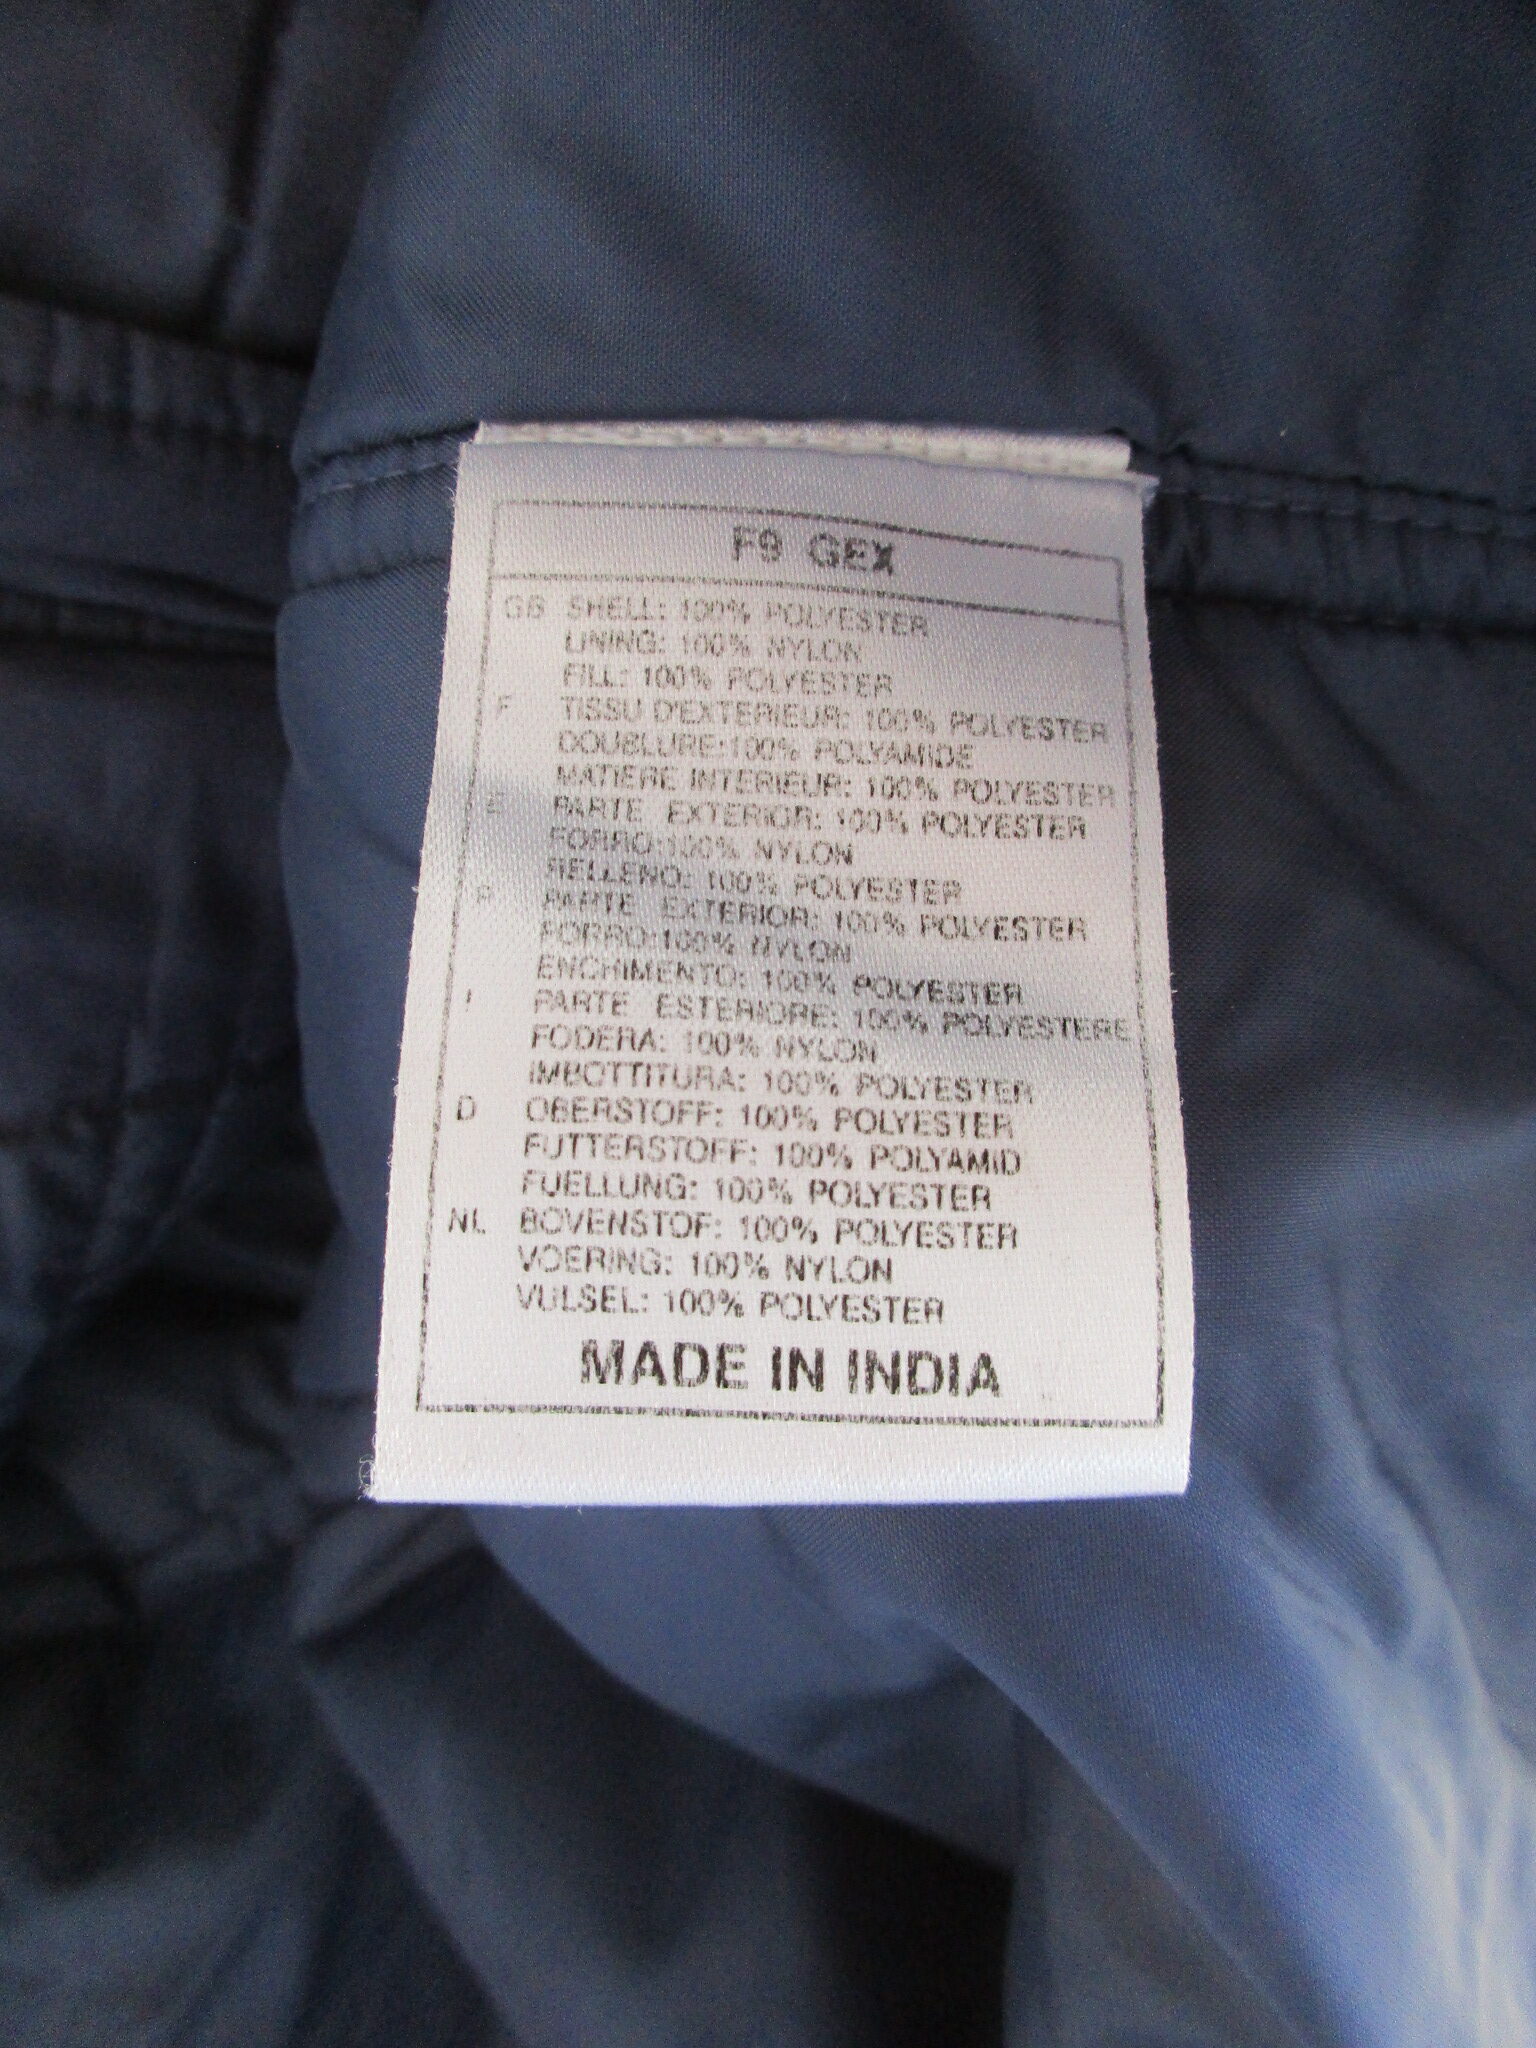 F9 GEX
GB SHELL: 100% POLYESTER
LINING: 100% NYLON
FILL: 100% POLYESTER
F TISSU D'EXTERIEUR: 100% POLYESTER
DOUBLURE:100% POLYAMIDE
MATIERE INTERIEUR: 100% POLYESTER
E PARTE EXTERIOR: 100% POLYESTER
FORRO:100% NYLON
RELLENO: 100% POLYESTER
P PARTE EXTERIOR: 100% POLYESTER
FORRO:100% NYLON
ENCHIMENTO: 100% POLYESTER
I PARTE ESTERIORE: 100% POLYESTERE
FODERA: 100% NYLON
IMBOTTITURA: 100% POLYESTER
D OBERSTOFF: 100% POLYESTER
FUTTERSTOFF: 100% POLYAMID
FUELLUNG: 100% POLYESTER
NL BOVENSTOF: 100% POLYESTER
VOERING: 100% NYLON
VULSEL: 100% POLYESTER
MADE IN INDIA